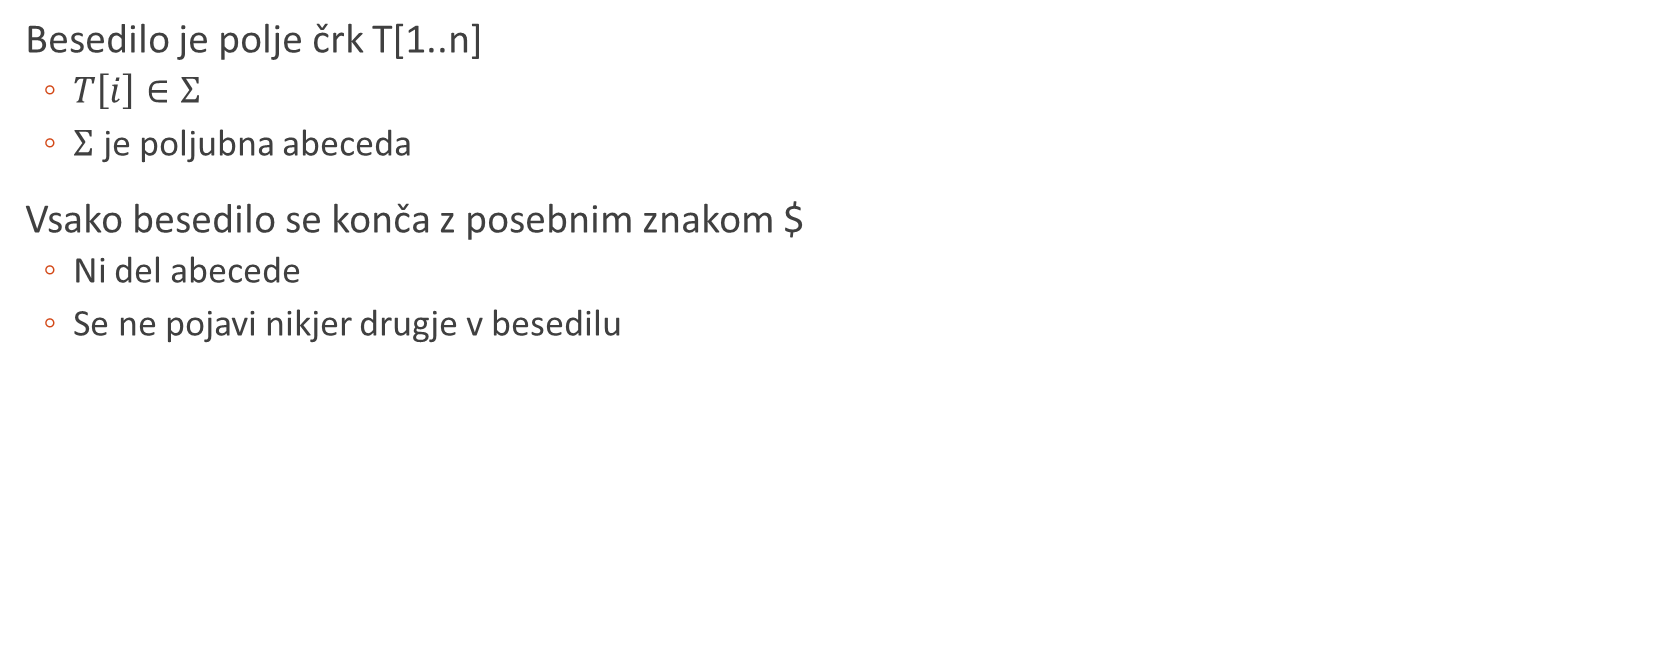 Besedilo je polje črk T[1..n]
◦ T[i] ∈ Σ
◦ Σ je poljubna abeceda
Vsako besedilo se konča z posebnim znakom $
◦ Ni del abecede
◦ Se ne pojavi nikjer drugje v besedilu